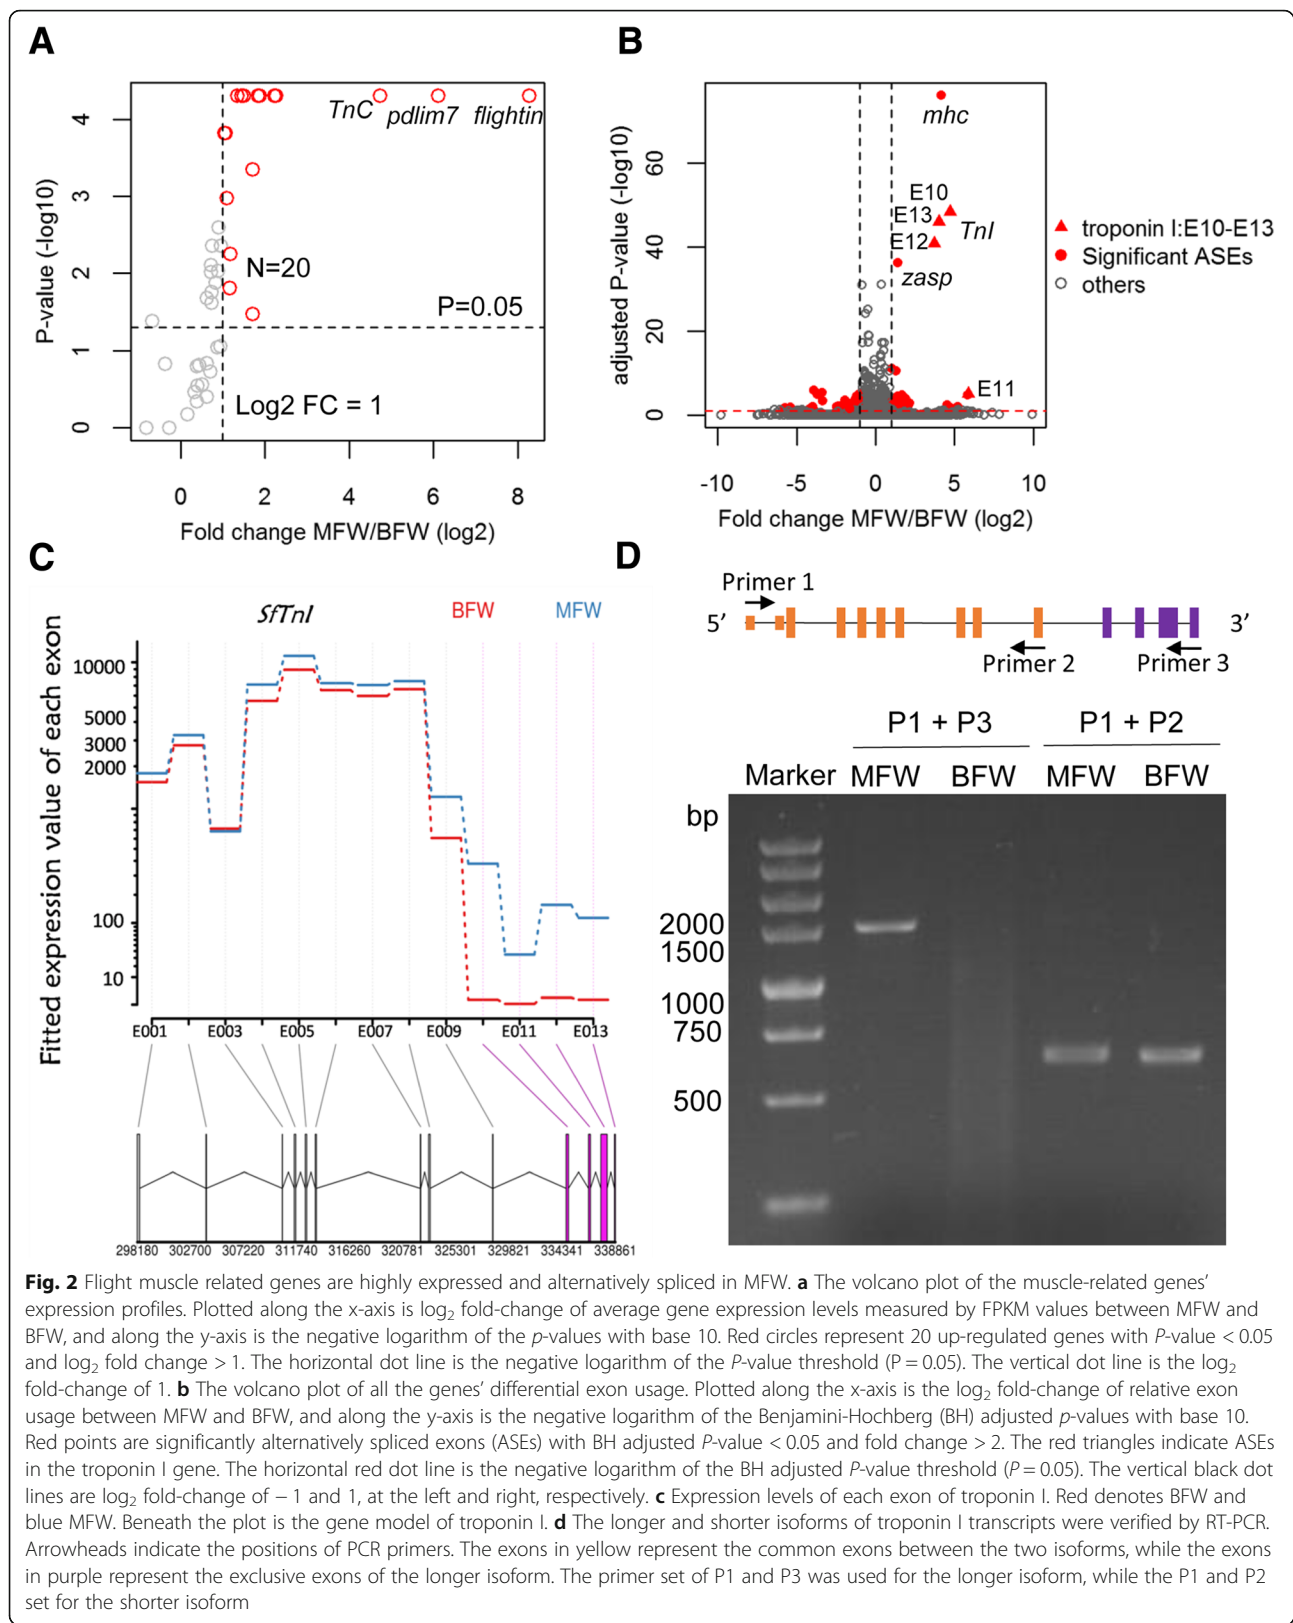 A
TnC
pdlim7
flightin
N=20
P=0.05
Log2 FC = 1
P-value (-log10)
4
3
2
1
0
0
2
4
6
8
Fold change MFW/BFW (log2)
B
mhc
E10
E13
TnI
E12
zasp
E11
adjusted P-value (-log10)
60
40
20
0
-10
-5
0
5
10
Fold change MFW/BFW (log2)
troponin I:E10-E13
Significant ASEs
others
C
SfTnI
BFW
MFW
Fitted expression value of each exon
10000
5000
3000
2000
100
10
E001
E003
E005
E007
E009
E011
E013
298180
302700
307220
311740
316260
320781
325301
329821
334341
338861
D
Primer 1
5’
3’
Primer 2
Primer 3
P1 + P3
P1 + P2
Marker
MFW
BFW
MFW
BFW
bp
2000
1500
1000
750
500
Fig. 2 Flight muscle related genes are highly expressed and alternatively spliced in MFW. a The volcano plot of the muscle-related genes’
expression profiles. Plotted along the x-axis is log2 fold-change of average gene expression levels measured by FPKM values between MFW and
BFW, and along the y-axis is the negative logarithm of the p-values with base 10. Red circles represent 20 up-regulated genes with P-value < 0.05
and log2 fold change > 1. The horizontal dot line is the negative logarithm of the P-value threshold (P = 0.05). The vertical dot line is the log2
fold-change of 1. b The volcano plot of all the genes’ differential exon usage. Plotted along the x-axis is the log2 fold-change of relative exon
usage between MFW and BFW, and along the y-axis is the negative logarithm of the Benjamini-Hochberg (BH) adjusted p-values with base 10.
Red points are significantly alternatively spliced exons (ASEs) with BH adjusted P-value < 0.05 and fold change > 2. The red triangles indicate ASEs
in the troponin I gene. The horizontal red dot line is the negative logarithm of the BH adjusted P-value threshold (P = 0.05). The vertical black dot
lines are log2 fold-change of − 1 and 1, at the left and right, respectively. c Expression levels of each exon of troponin I. Red denotes BFW and
blue MFW. Beneath the plot is the gene model of troponin I. d The longer and shorter isoforms of troponin I transcripts were verified by RT-PCR.
Arrowheads indicate the positions of PCR primers. The exons in yellow represent the common exons between the two isoforms, while the exons
in purple represent the exclusive exons of the longer isoform. The primer set of P1 and P3 was used for the longer isoform, while the P1 and P2
set for the shorter isoform